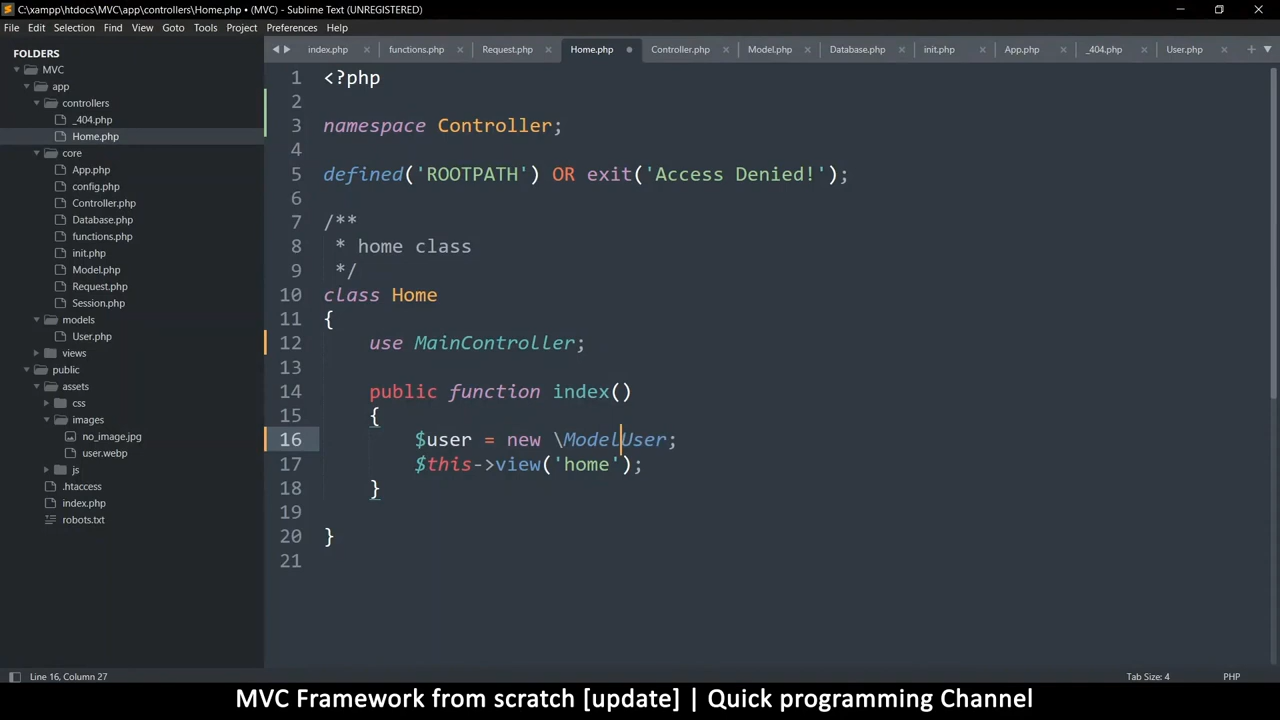 C:\xampp\htdocs\MVC\app\controllers\Home.php • (MVC) - Sublime Text (UNREGISTERED)
File Edit Selection Find View Goto Tools Project Preferences Help
FOLDERS
MVC
app
controllers
_404.php
Home.php
core
App.php
config.php
Controller.php
Database.php
functions.php
init.php
Model.php
Request.php
Session.php
models
User.php
views
public
assets
css
images
no_image.jpg
user.webp
js
.htaccess
index.php
robots.txt
index.php functions.php Request.php Home.php Controller.php Model.php Database.php init.php App.php _404.php User.php
1 <?php
2
3 namespace Controller;
4
5 defined('ROOTPATH') OR exit('Access Denied!');
6
7 /**
8 * home class
9 */
10 class Home
11 {
12 use MainController;
13
14 public function index()
15 {
16 $user = new \ModelUser;
17 $this->view('home');
18 }
19
20 }
21
Line 16, Column 27
Tab Size: 4
PHP
MVC Framework from scratch [update] | Quick programming Channel